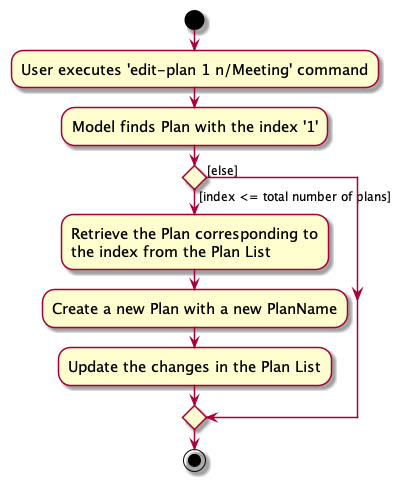 User executes 'edit-plan 1 n/Meeting' command
Model finds Plan with the index '1'
[else]
[index <= total number of plans]
Retrieve the Plan corresponding to
the index from the Plan List
Create a new Plan with a new PlanName
Update the changes in the Plan List